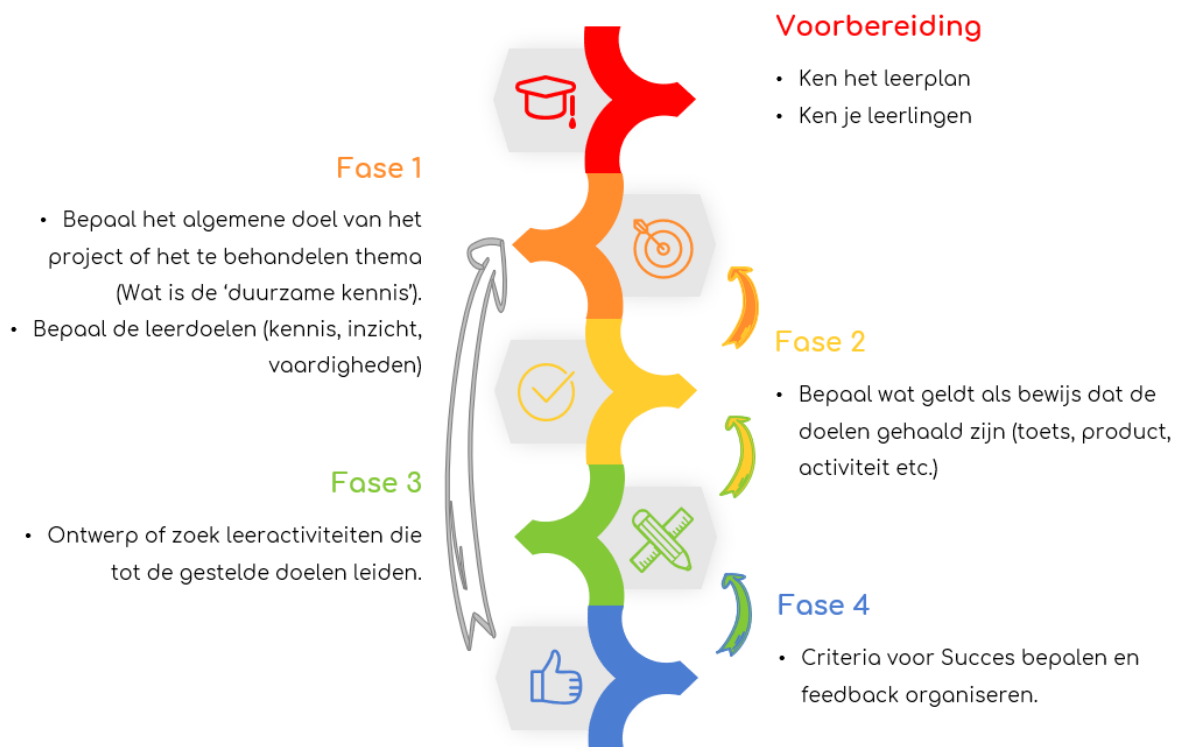 Voorbereiding
• Ken het leerplan
• Ken je leerlingen
Fase 1
• Bepaal het algemene doel van het
project of het te behandelen thema
(Wat is de ‘duurzame kennis’).
• Bepaal de leerdoelen (kennis, inzicht,
vaardigheden)
Fase 2
• Bepaal wat geldt als bewijs dat de
doelen gehaald zijn (toets, product,
activiteit etc.)
Fase 3
• Ontwerp of zoek leeractiviteiten die
tot de gestelde doelen leiden.
Fase 4
• Criteria voor Succes bepalen en
feedback organiseren.